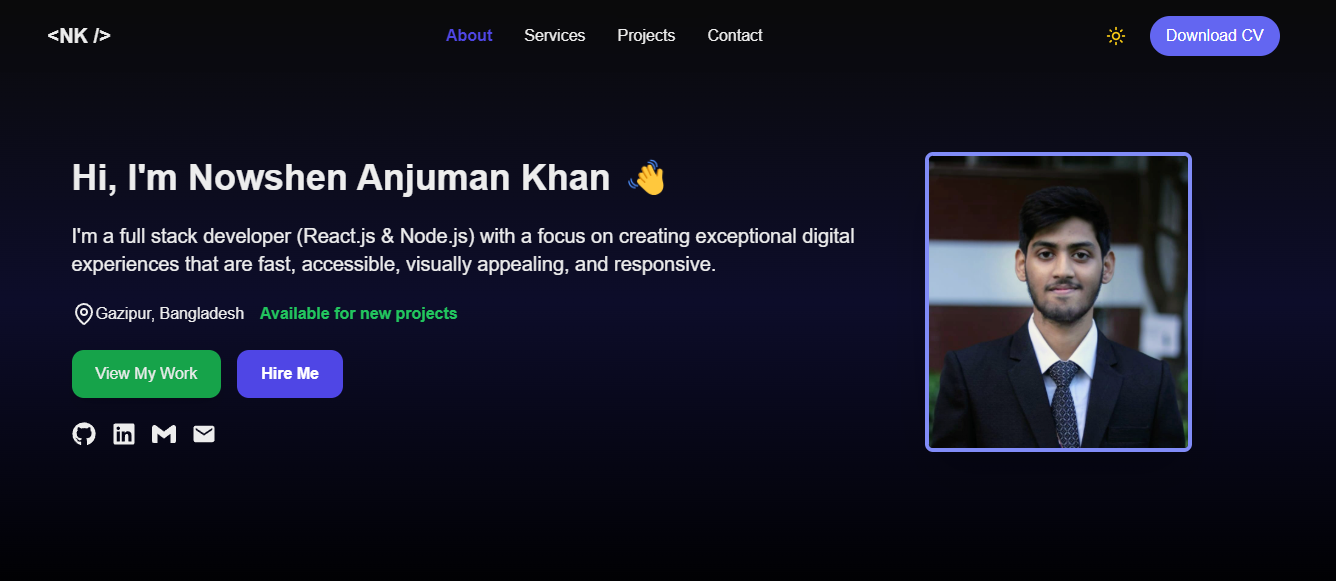 <NK />
About
Services
Projects
Contact
Download CV
Hi, I'm Nowshen Anjuman Khan 👋
I'm a full stack developer (React.js & Node.js) with a focus on creating exceptional digital
experiences that are fast, accessible, visually appealing, and responsive.
Gazipur, Bangladesh
Available for new projects
View My Work
Hire Me